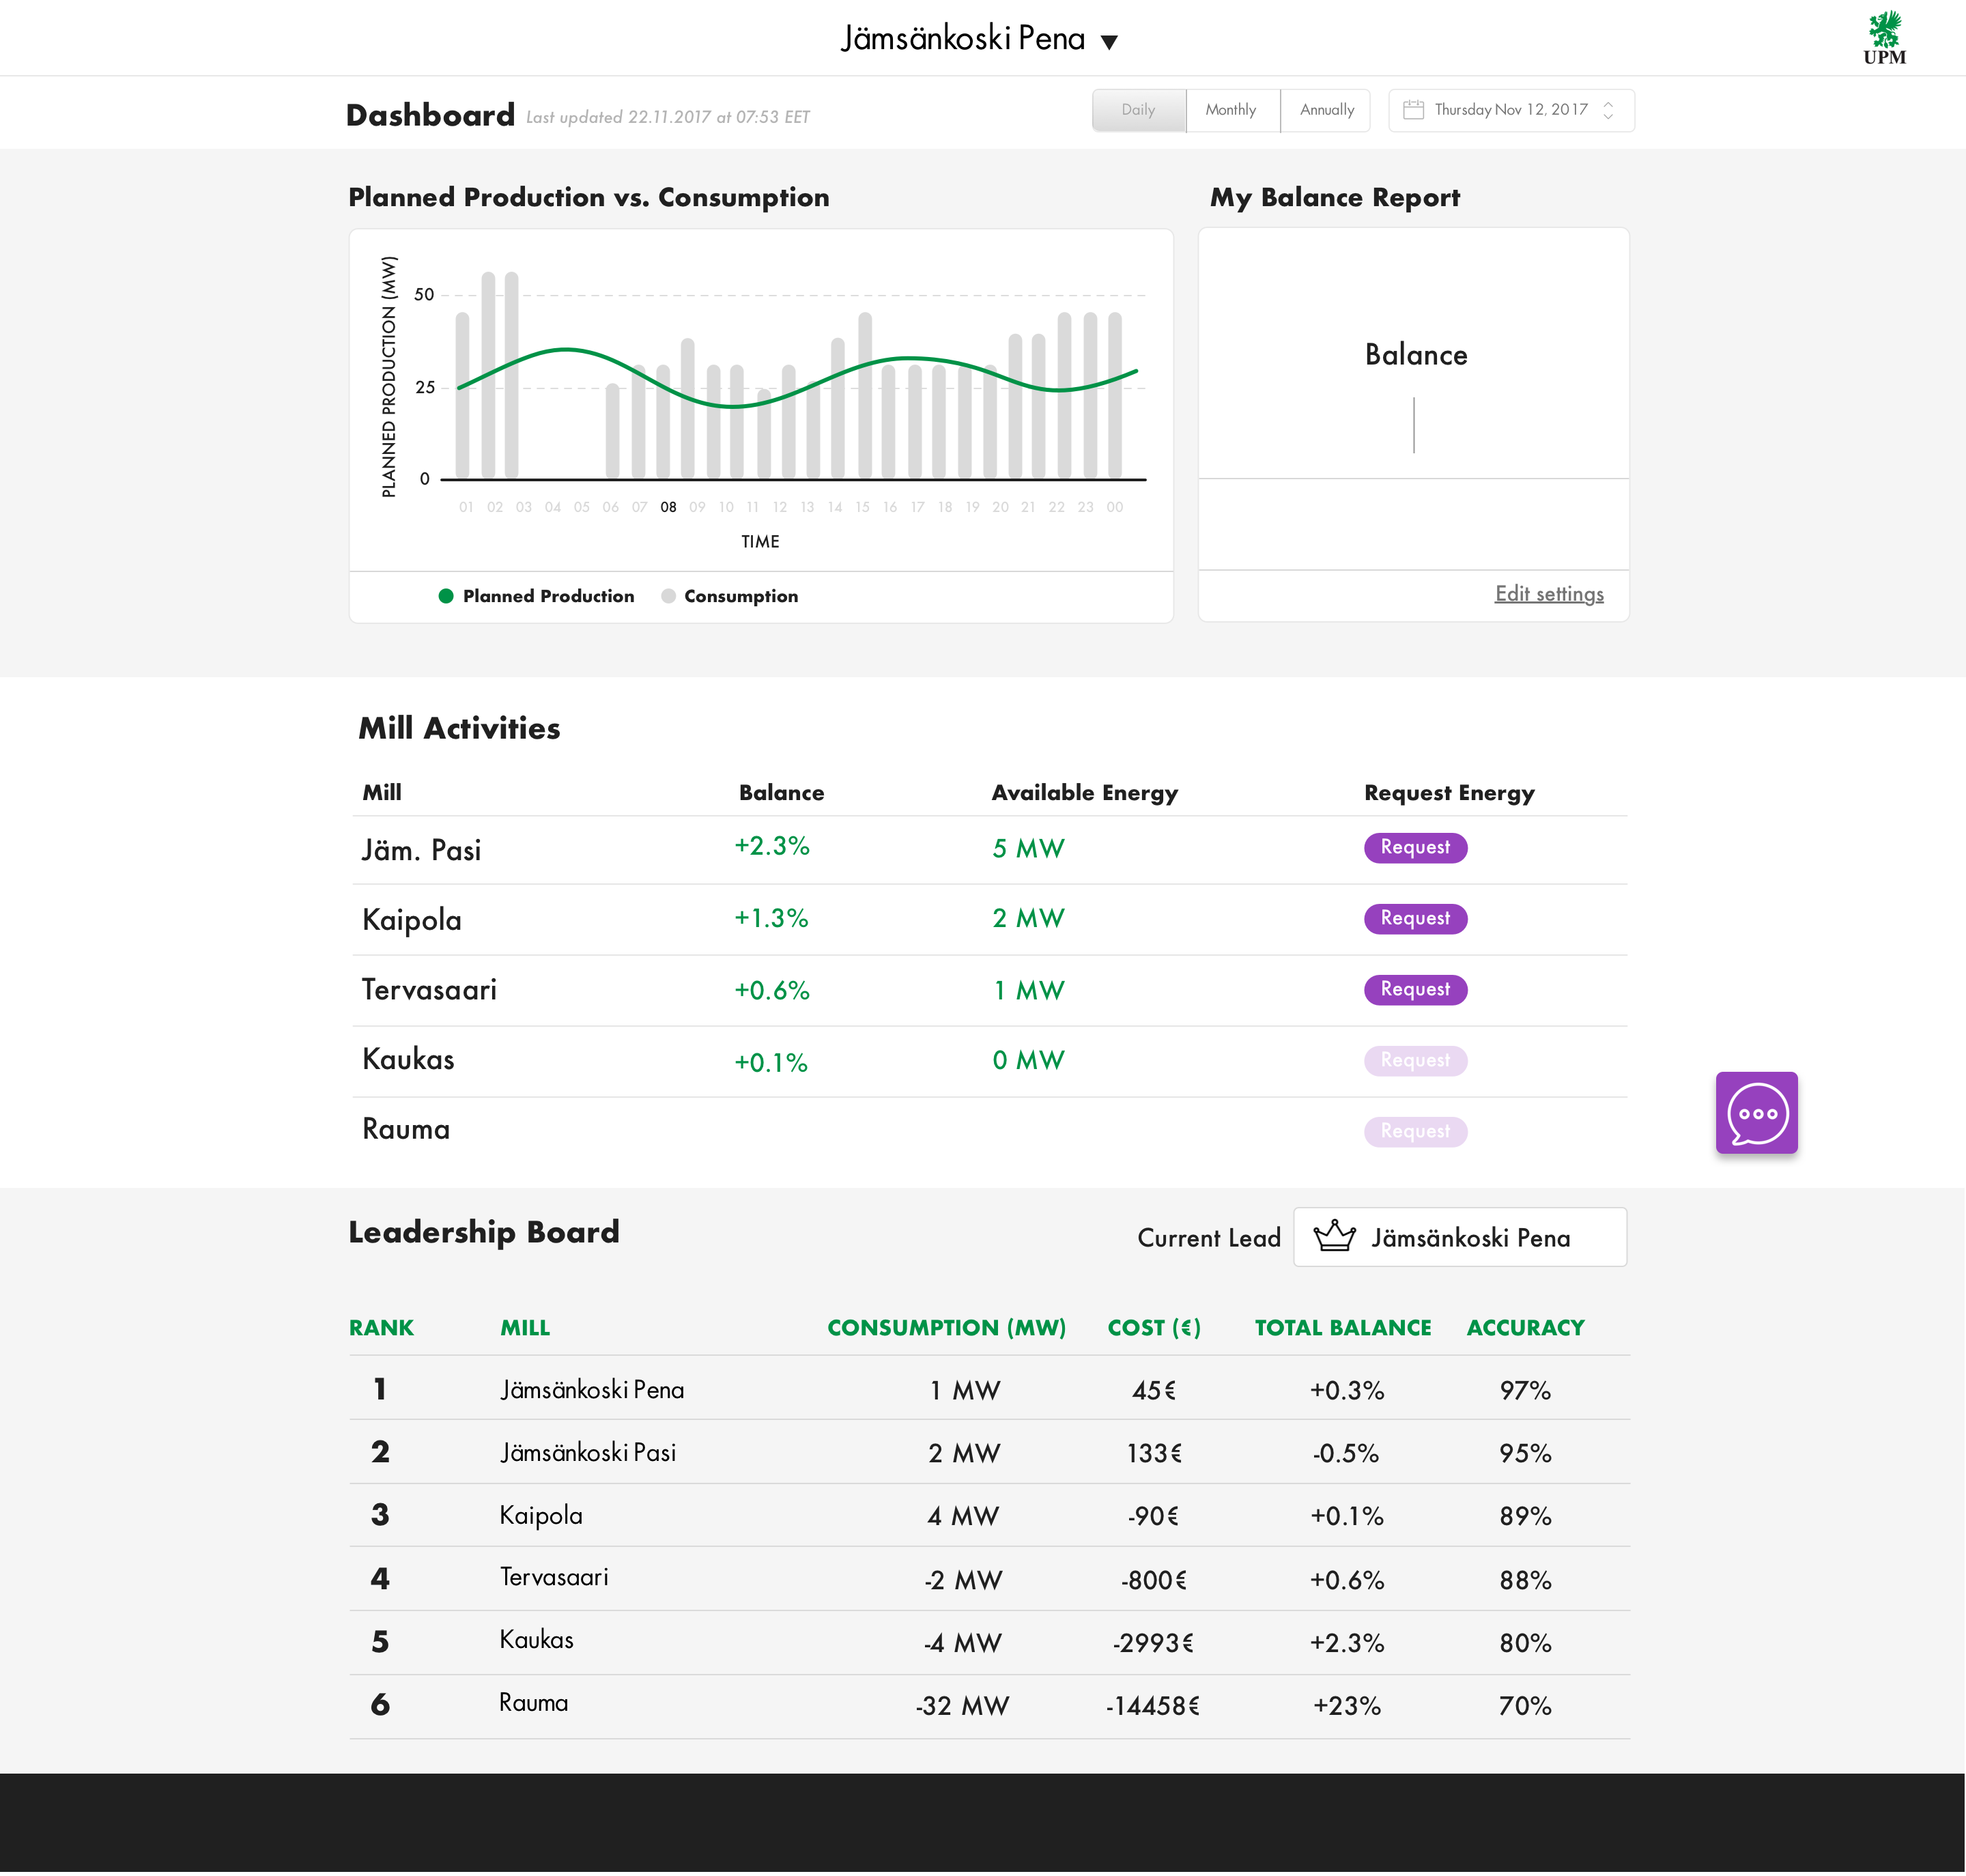 Jämsänkoski Pena ▼
UPM
Dashboard Last updated 22.11.2017 at 07:53 EET
Daily Monthly Annually Thursday Nov 12, 2017
Planned Production vs. Consumption
My Balance Report
PLANNED PRODUCTION (MW)
50
25
0
01 02 03 04 05 06 07 08 09 10 11 12 13 14 15 16 17 18 19 20 21 22 23 00
TIME
Planned Production Consumption
Balance
Edit settings
Mill Activities
Mill Balance Available Energy Request Energy
Jäm. Pasi +2.3% 5 MW Request
Kaipola +1.3% 2 MW Request
Tervasaari +0.6% 1 MW Request
Kaukas +0.1% 0 MW Request
Rauma Request
Leadership Board
Current Lead Jämsänkoski Pena
RANK MILL CONSUMPTION (MW) COST (€) TOTAL BALANCE ACCURACY
1 Jämsänkoski Pena 1 MW 45€ +0.3% 97%
2 Jämsänkoski Pasi 2 MW 133€ -0.5% 95%
3 Kaipola 4 MW -90€ +0.1% 89%
4 Tervasaari -2 MW -800€ +0.6% 88%
5 Kaukas -4 MW -2993€ +2.3% 80%
6 Rauma -32 MW -14458€ +23% 70%